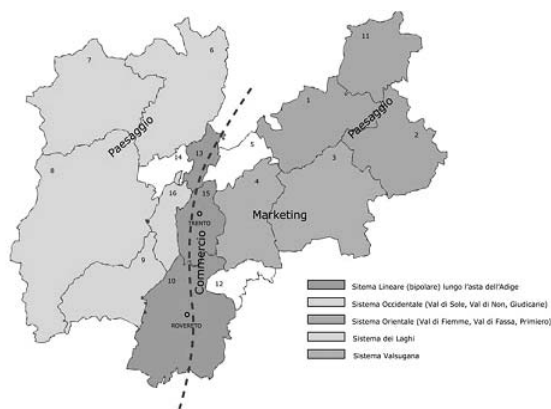 11
6
7
1
Paesaggio
Paesaggio
13
5
2
14
3
8
4
16
15
TRENTO
Marketing
Commercio
9
10
12
ROVERETO
Sitema Lineare (bipolare) lungo l'asta dell'Adige
Sistema Occidentale (Val di Sole, Val di Non, Giudicarie)
Sistema Orientale (Val di Fiemme, Val di Fassa, Primiero)
Sistema dei Laghi
Sistema Valsugana